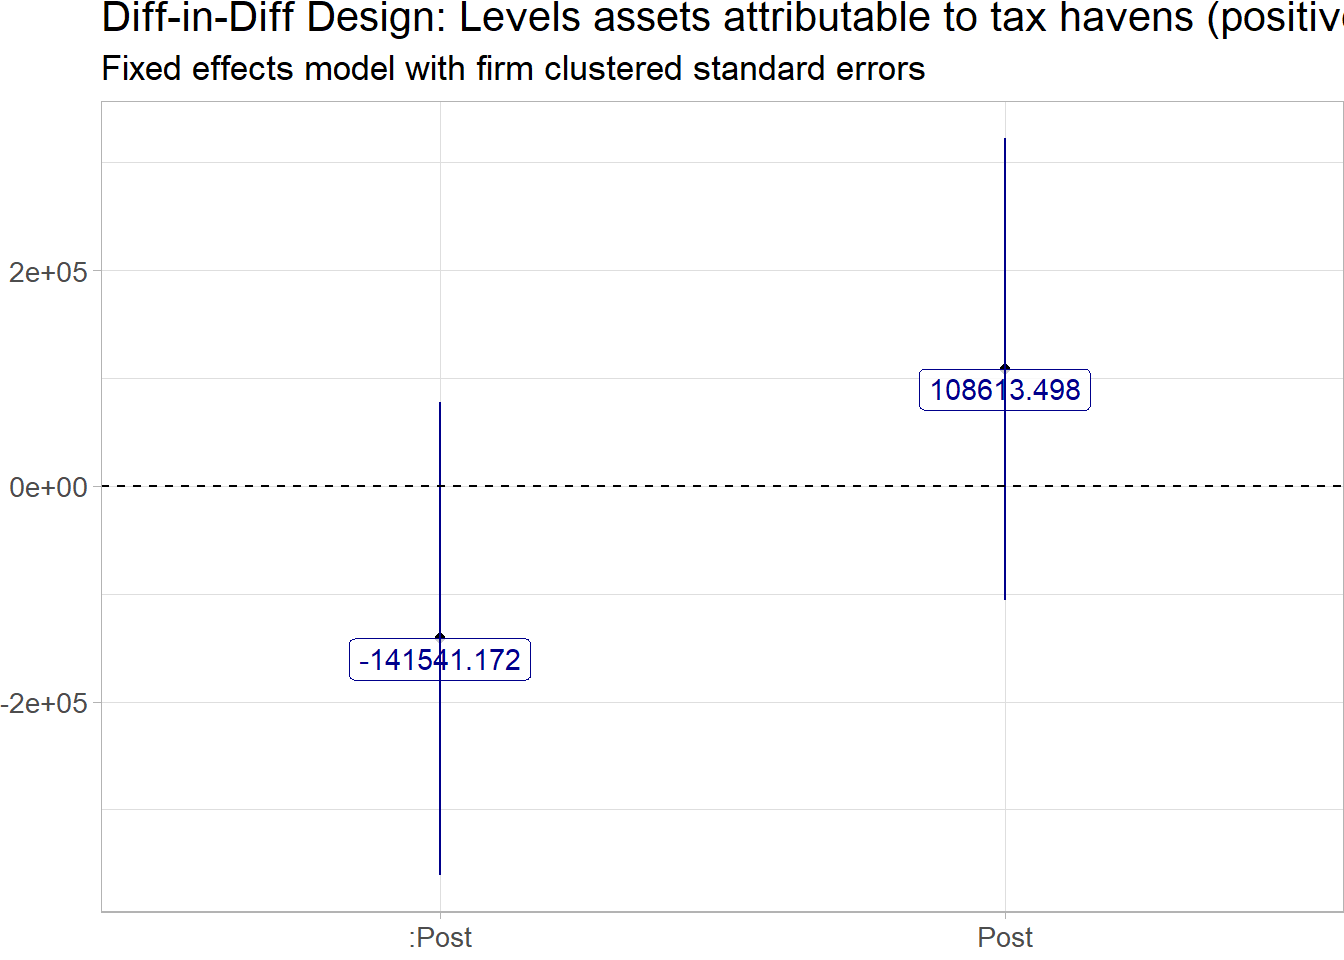 Diff-in-Diff Design: Levels assets attributable to tax havens (positiv
Fixed effects model with firm clustered standard errors
2e+05
108613.498
0e+00
-141541.172
-2e+05
:Post
Post